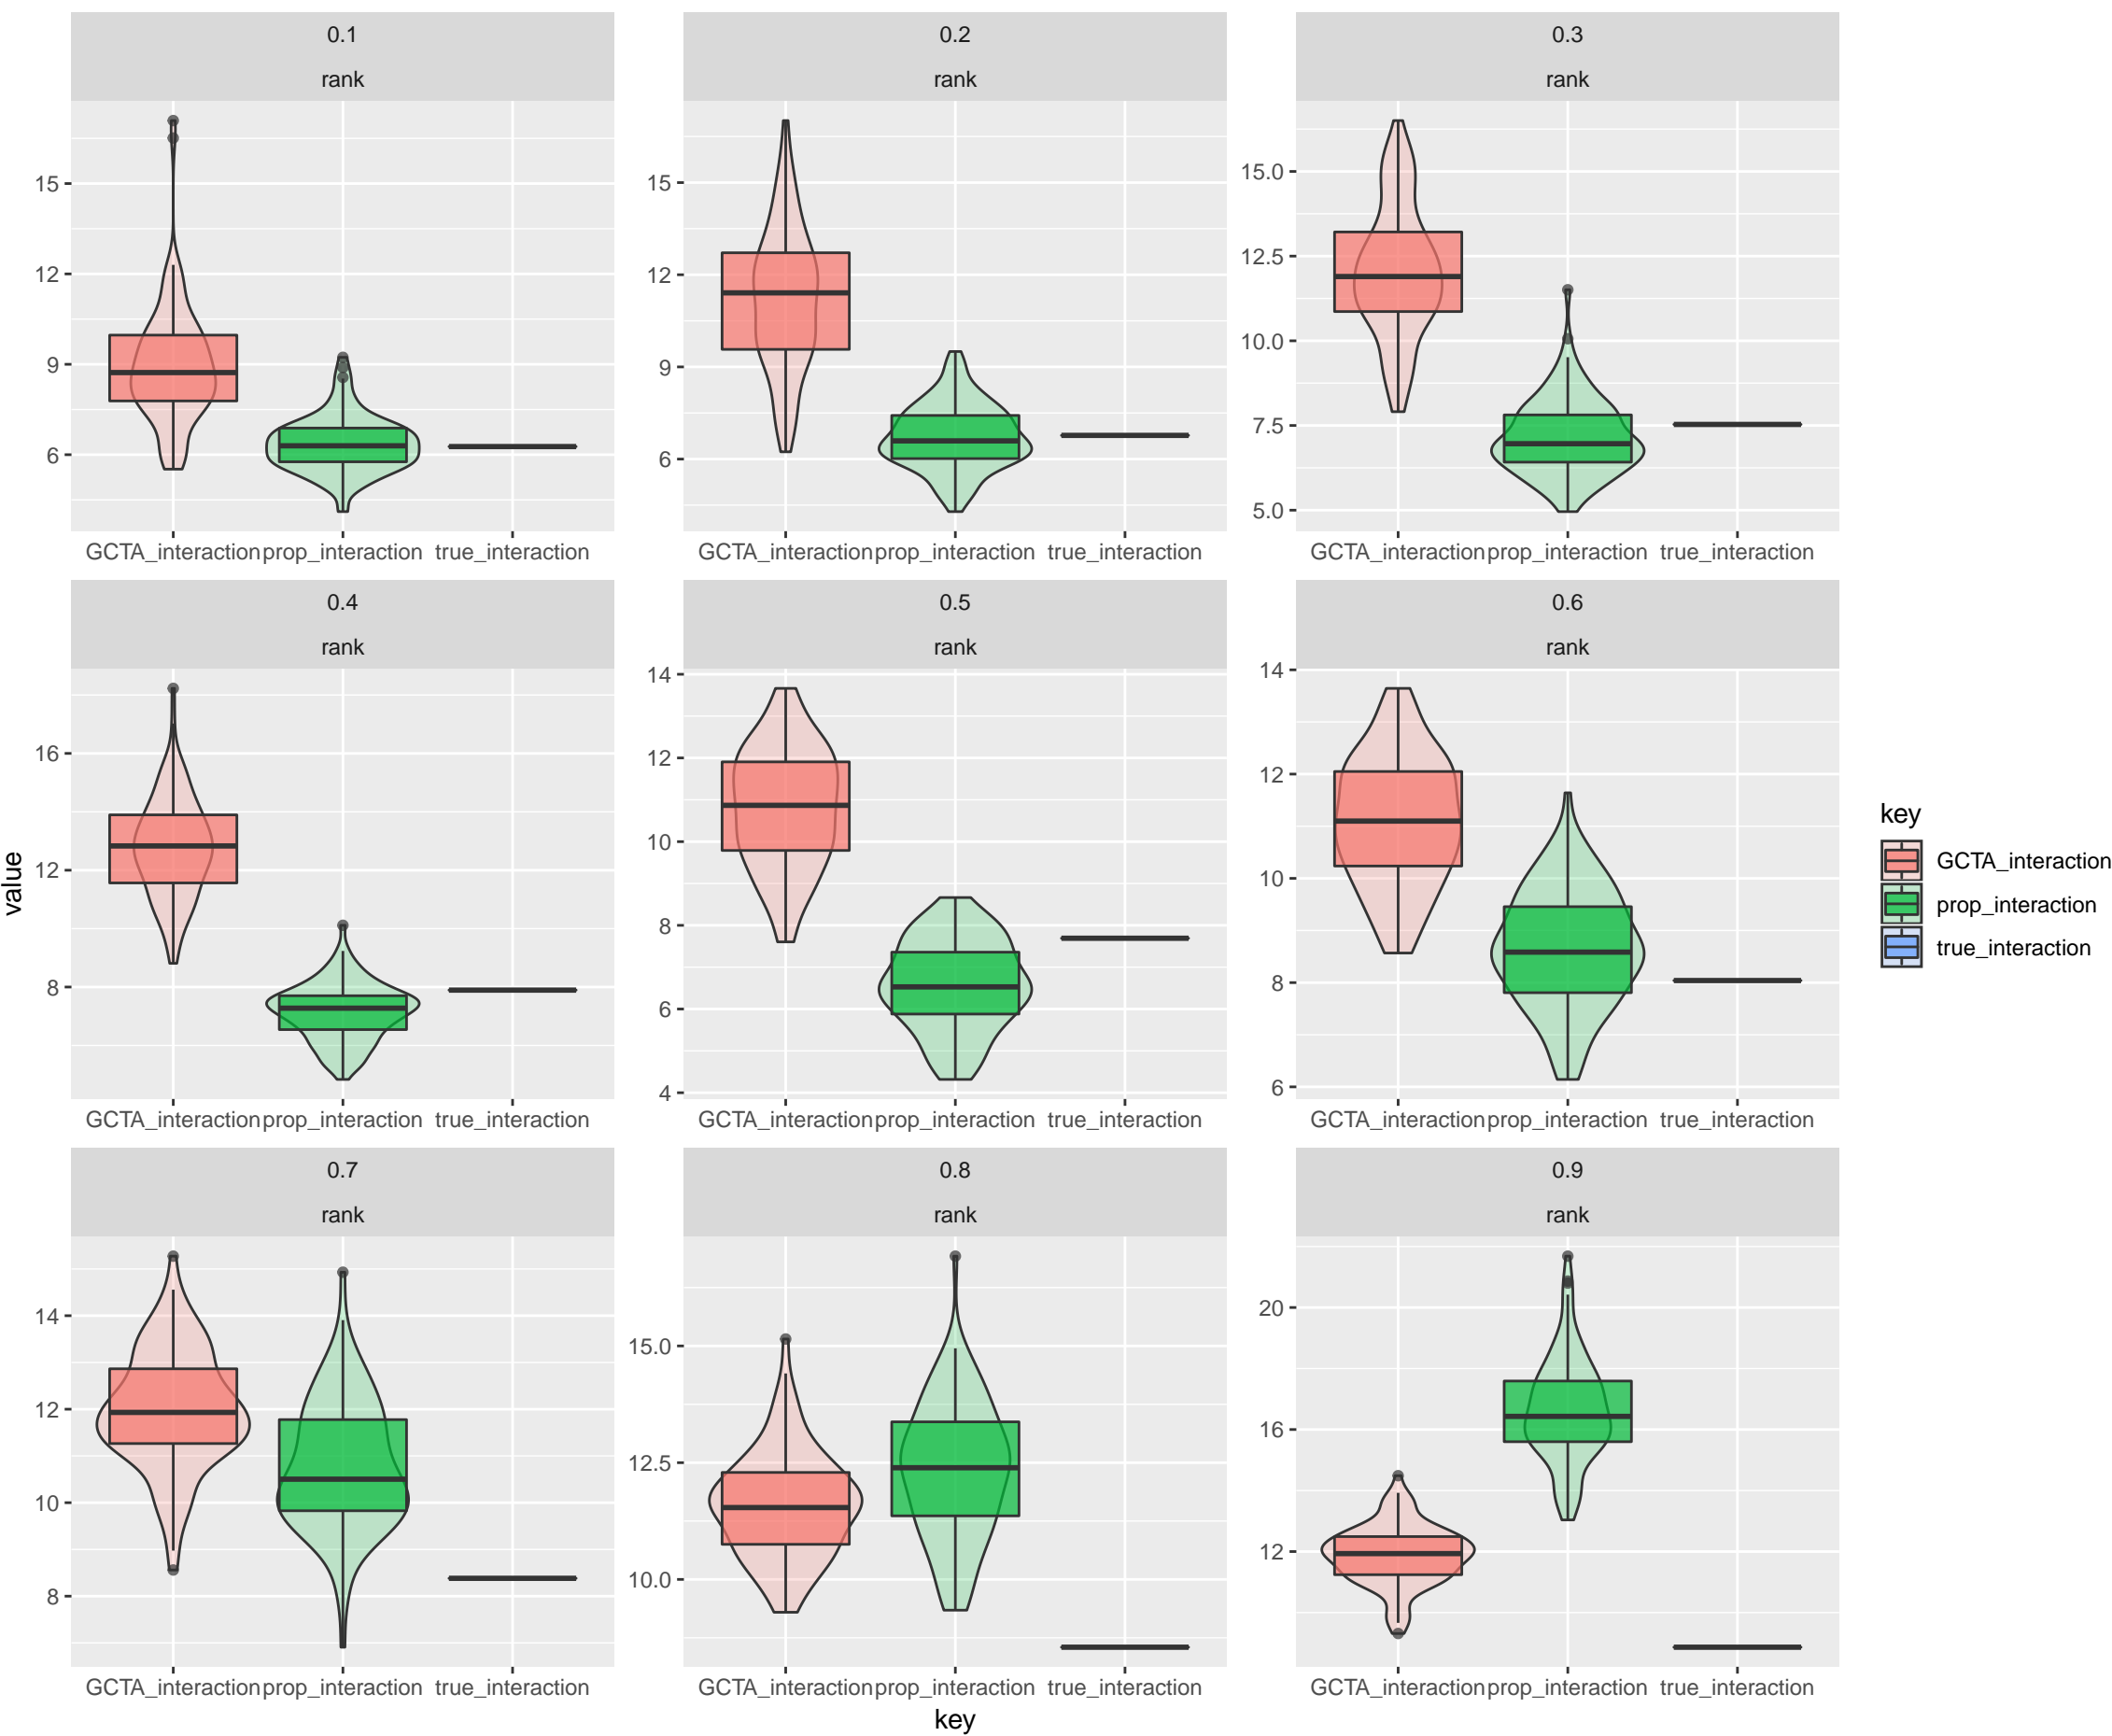 0.1
rank
0.2
rank
0.3
rank
15
12
9
6
15
12
9
6
15.0
12.5
10.0
7.5
5.0
GCTA_interaction prop_interaction true_interaction
GCTA_interaction prop_interaction true_interaction
GCTA_interaction prop_interaction true_interaction
0.4
rank
0.5
rank
0.6
rank
16
12
8
14
12
10
8
6
4
14
12
10
8
6
GCTA_interaction prop_interaction true_interaction
GCTA_interaction prop_interaction true_interaction
GCTA_interaction prop_interaction true_interaction
0.7
rank
0.8
rank
0.9
rank
14
12
10
8
15.0
12.5
10.0
20
16
12
GCTA_interaction prop_interaction true_interaction
GCTA_interaction prop_interaction true_interaction
GCTA_interaction prop_interaction true_interaction
value
key
key
GCTA_interaction
prop_interaction
true_interaction